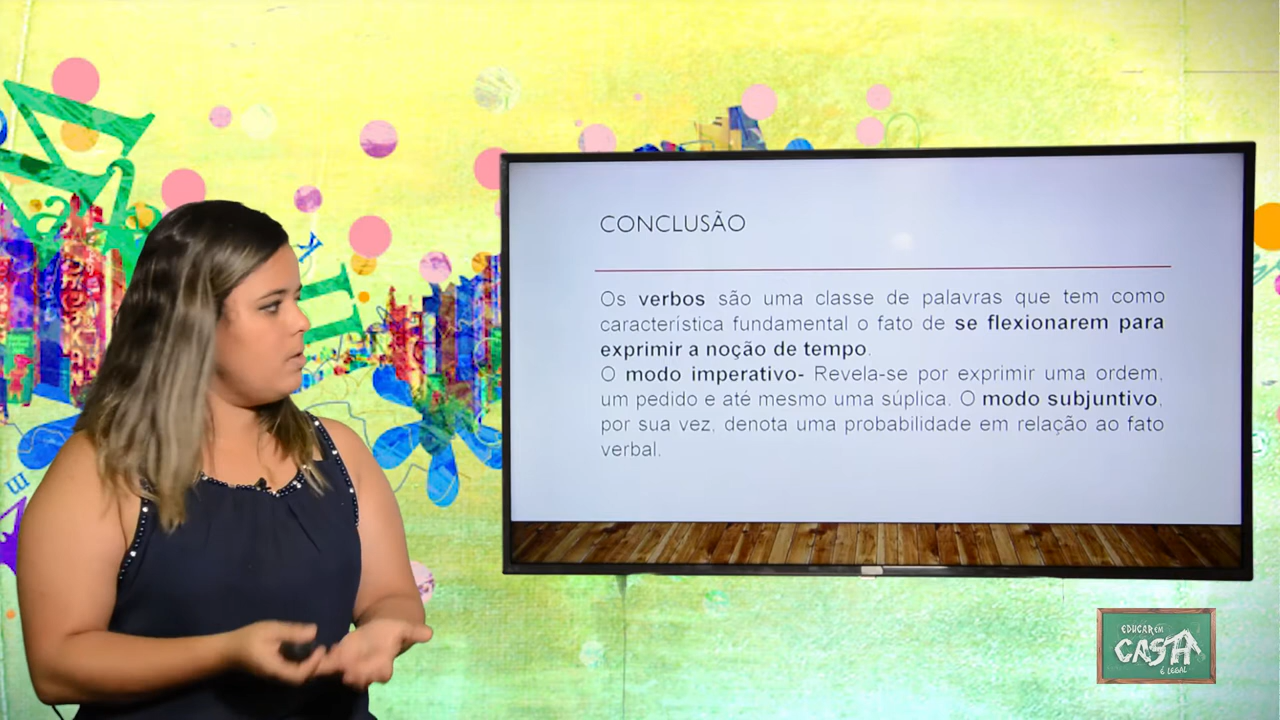 CONCLUSÃO
Os verbos são uma classe de palavras que tem como
característica fundamental o fato de se flexionarem para
exprimir a noção de tempo.
O modo imperativo- Revela-se por exprimir uma ordem,
um pedido e até mesmo uma súplica. O modo subjuntivo,
por sua vez, denota uma probabilidade em relação ao fato
verbal.
EDUCAR EM
CASA
É LEGAL